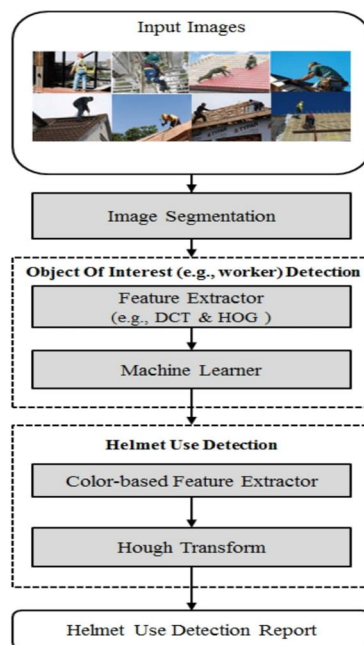 Input Images
Image Segmentation
Object Of Interest (e.g., worker) Detection
Feature Extractor
(e.g., DCT & HOG )
Machine Learner
Helmet Use Detection
Color-based Feature Extractor
Hough Transform
Helmet Use Detection Report